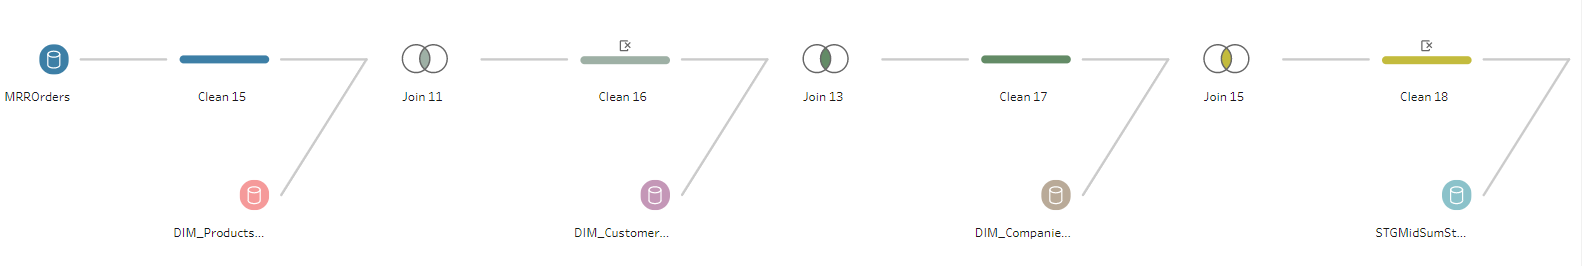 MRROrders
Clean 15
Join 11
Clean 16
Join 13
Clean 17
Join 15
Clean 18
DIM_Products...
DIM_Customer...
DIM_Companie...
STGMidSumSt...